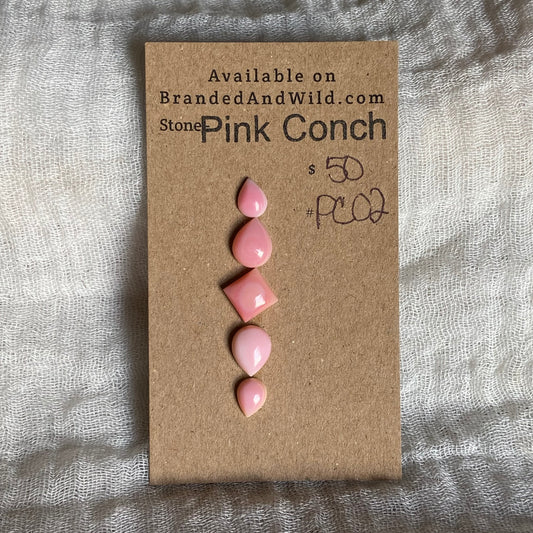 Available on
BrandedAndWild.com
Stone- Pink Conch
$ 50
# PC02